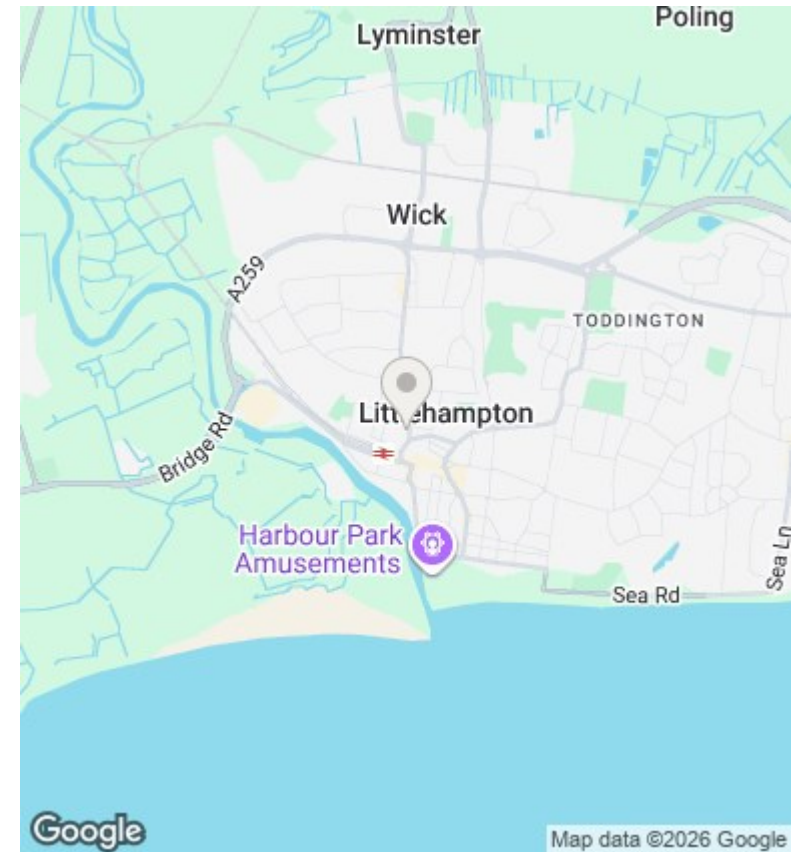 Poling
Lyminster
Wick
A259
TODDINGTON
Littlehampton
Bridge Rd
Harbour Park
Amusements
Sea Rd
Sea Ln
Google
Map data ©2026 Google